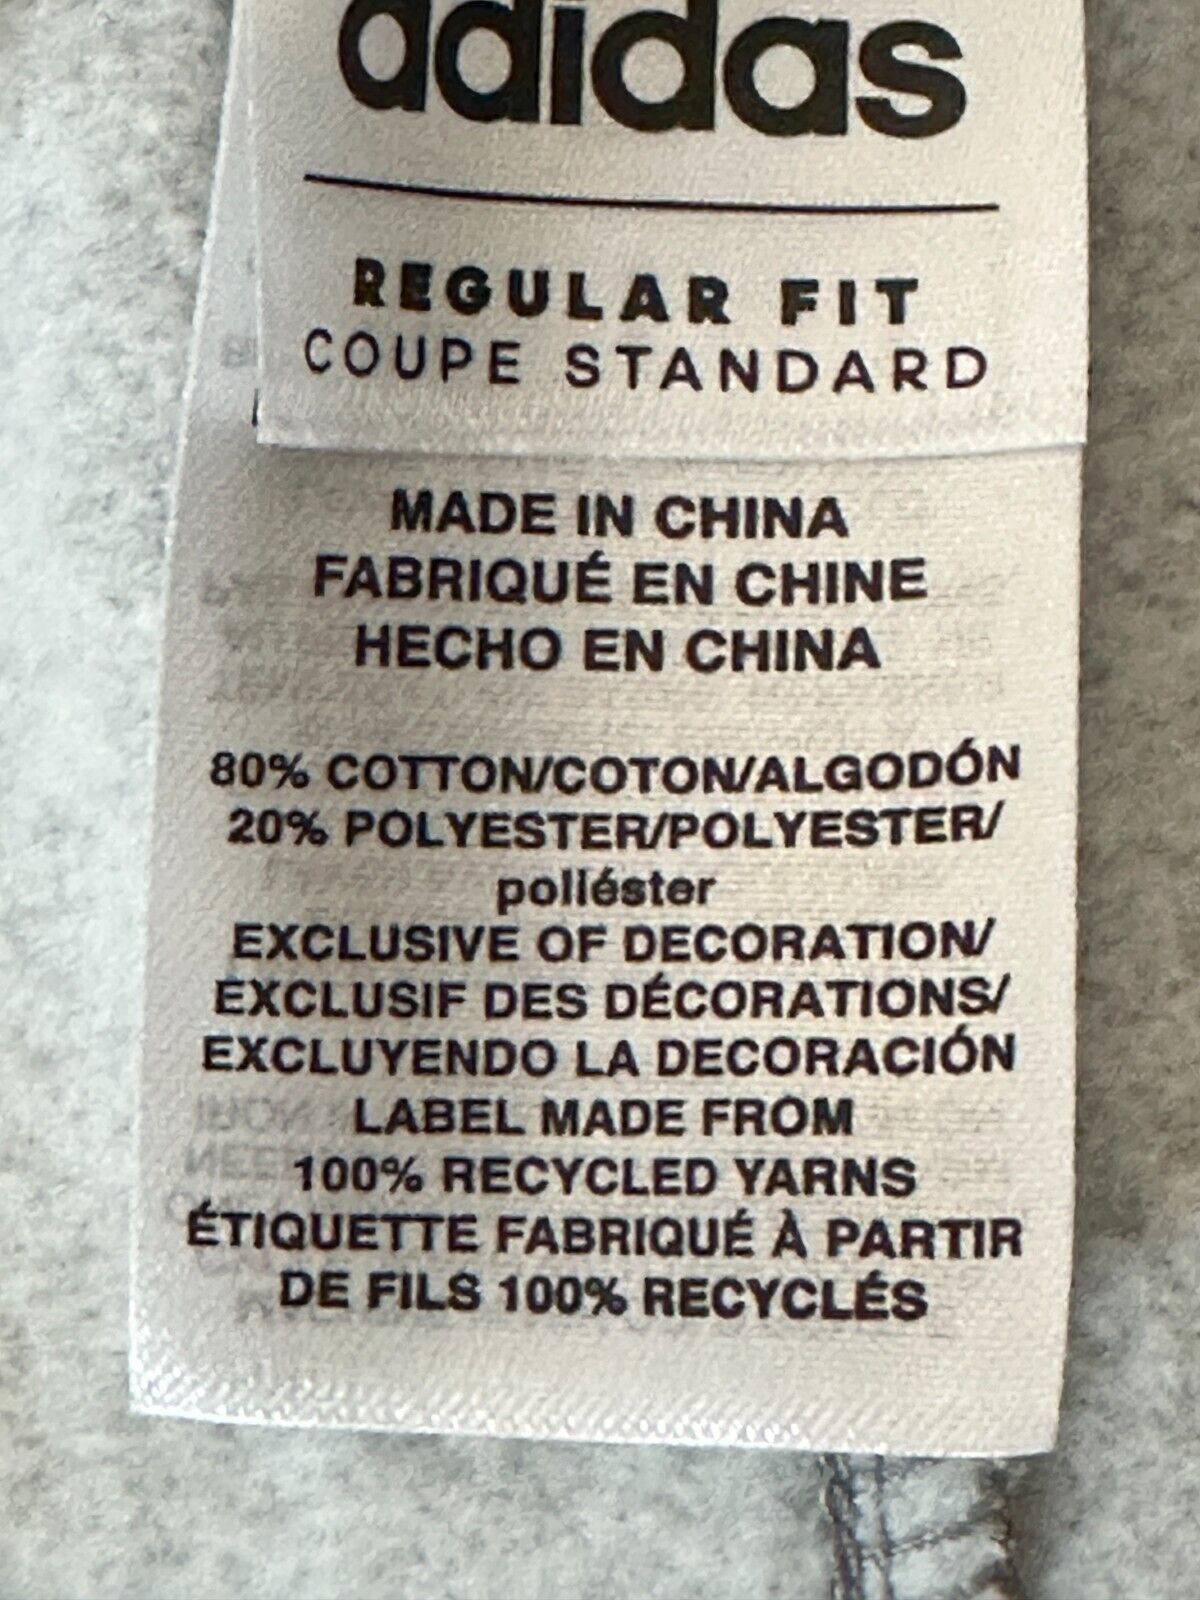 adidas
REGULAR FIT
COUPE STANDARD
MADE IN CHINA
FABRIQUÉ EN CHINE
HECHO EN CHINA
80% COTTON/COTON/ALGODÓN
20% POLYESTER/POLYESTER/
poliéster
EXCLUSIVE OF DECORATION/
EXCLUSIF DES DÉCORATIONS/
EXCLUYENDO LA DECORACIÓN
LABEL MADE FROM
100% RECYCLED YARNS
ÉTIQUETTE FABRIQUÉ À PARTIR
DE FILS 100% RECYCLÉS